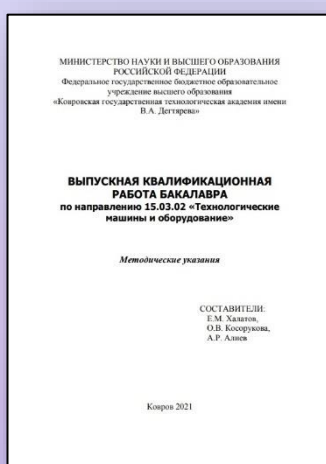 МИНИСТЕРСТВО НАУКИ И ВЫСШЕГО ОБРАЗОВАНИЯ
РОССИЙСКОЙ ФЕДЕРАЦИИ
Федеральное государственное бюджетное образовательное
учреждение высшего образования
«Ковровская государственная технологическая академия имени
В.А. Дегтярева»
ВЫПУСКНАЯ КВАЛИФИКАЦИОННАЯ
РАБОТА БАКАЛАВРА
по направлению 15.03.02 «Технологические
машины и оборудование»
Методические указания
СОСТАВИТЕЛИ:
Е.М. Халатов,
О.В. Косорукова,
А.Р. Алиев
Ковров 2021